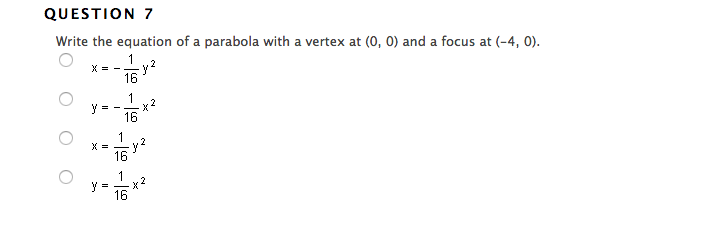 QUESTION 7
Write the equation of a parabola with a vertex at (0, 0) and a focus at (-4, 0).
x = - 1/16 y²
y = - 1/16 x²
x = 1/16 y²
y = 1/16 x²